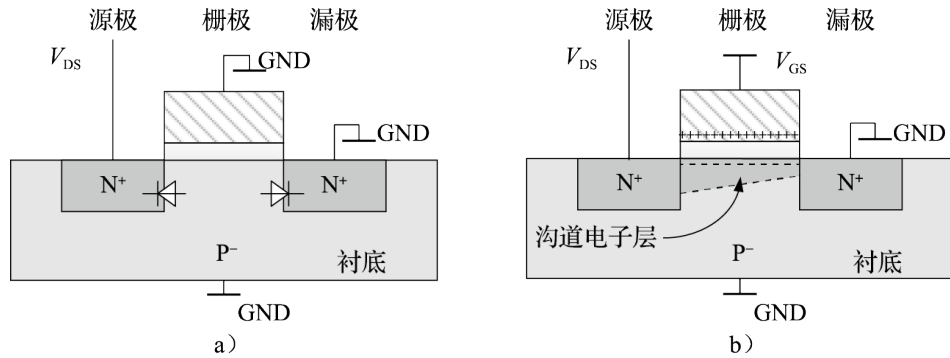 源极 栅极 漏极
V_DS
GND
GND
N⁺
N⁺
P⁻
衬底
GND
a）
源极 栅极 漏极
V_DS
V_GS
GND
N⁺
N⁺
沟道电子层
P⁻
衬底
GND
b）